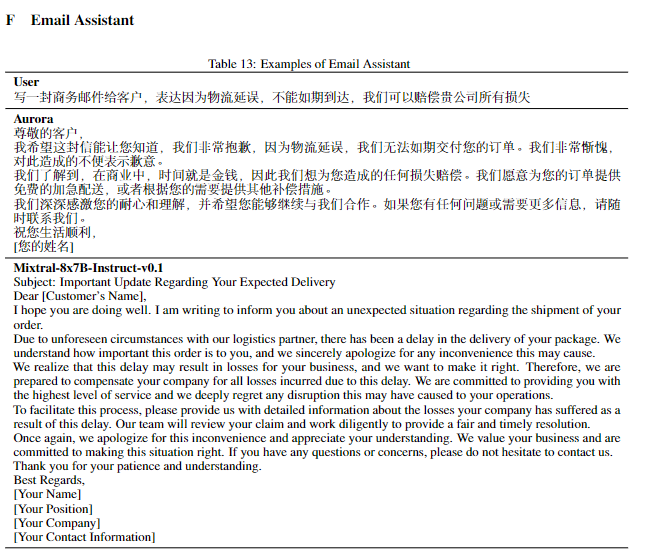 F Email Assistant
Table 13: Examples of Email Assistant
User
写一封商务邮件给客户，表达因为物流延误，不能如期到达，我们可以赔偿贵公司所有损失
Aurora
尊敬的客户，
我希望这封信能让您知道，我们非常抱歉，因为物流延误，我们无法如期交付您的订单。我们非常惭愧，
对此造成的不便表示歉意。
我们了解到，在商业中，时间就是金钱，因此我们想为您造成的任何损失赔偿。我们愿意为您的订单提供
免费的加急配送，或者根据您的需要提供其他补偿措施。
我们深深感激您的耐心和理解，并希望您能够继续与我们合作。如果您有任何问题或需要更多信息，请随
时联系我们。
祝您生活顺利，
[您的姓名]
Mixtral-8x7B-Instruct-v0.1
Subject: Important Update Regarding Your Expected Delivery
Dear [Customer's Name],
I hope you are doing well. I am writing to inform you about an unexpected situation regarding the shipment of your
order.
Due to unforeseen circumstances with our logistics partner, there has been a delay in the delivery of your package. We
understand how important this order is to you, and we sincerely apologize for any inconvenience this may cause.
We realize that this delay may result in losses for your business, and we want to make it right. Therefore, we are
prepared to compensate your company for all losses incurred due to this delay. We are committed to providing you with
the highest level of service and we deeply regret any disruption this may have caused to your operations.
To facilitate this process, please provide us with detailed information about the losses your company has suffered as a
result of this delay. Our team will review your claim and work diligently to provide a fair and timely resolution.
Once again, we apologize for this inconvenience and appreciate your understanding. We value your business and are
committed to making this situation right. If you have any questions or concerns, please do not hesitate to contact us.
Thank you for your patience and understanding.
Best Regards,
[Your Name]
[Your Position]
[Your Company]
[Your Contact Information]